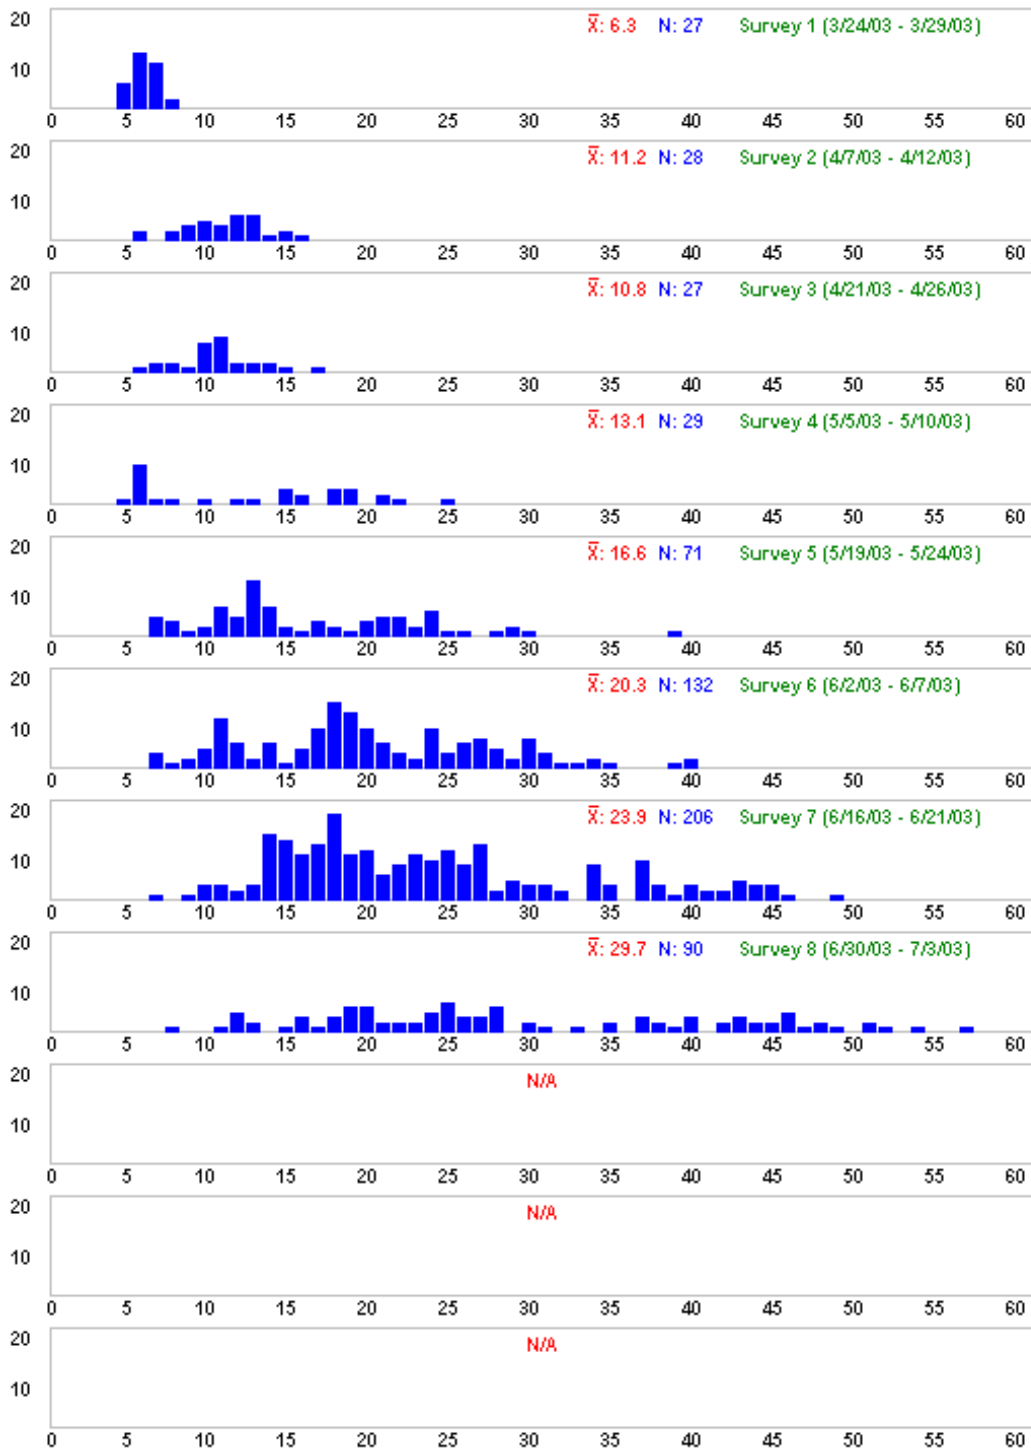 20 X̄: 6.3 N: 27 Survey 1 (3/24/03 - 3/29/03)
10
0 5 10 15 20 25 30 35 40 45 50 55 60
20 X̄: 11.2 N: 28 Survey 2 (4/7/03 - 4/12/03)
10
0 5 10 15 20 25 30 35 40 45 50 55 60
20 X̄: 10.8 N: 27 Survey 3 (4/21/03 - 4/26/03)
10
0 5 10 15 20 25 30 35 40 45 50 55 60
20 X̄: 13.1 N: 29 Survey 4 (5/5/03 - 5/10/03)
10
0 5 10 15 20 25 30 35 40 45 50 55 60
20 X̄: 16.6 N: 71 Survey 5 (5/19/03 - 5/24/03)
10
0 5 10 15 20 25 30 35 40 45 50 55 60
20 X̄: 20.3 N: 132 Survey 6 (6/2/03 - 6/7/03)
10
0 5 10 15 20 25 30 35 40 45 50 55 60
20 X̄: 23.9 N: 206 Survey 7 (6/16/03 - 6/21/03)
10
0 5 10 15 20 25 30 35 40 45 50 55 60
20 X̄: 29.7 N: 90 Survey 8 (6/30/03 - 7/3/03)
10
0 5 10 15 20 25 30 35 40 45 50 55 60
20 N/A
10
0 5 10 15 20 25 30 35 40 45 50 55 60
20 N/A
10
0 5 10 15 20 25 30 35 40 45 50 55 60
20 N/A
10
0 5 10 15 20 25 30 35 40 45 50 55 60